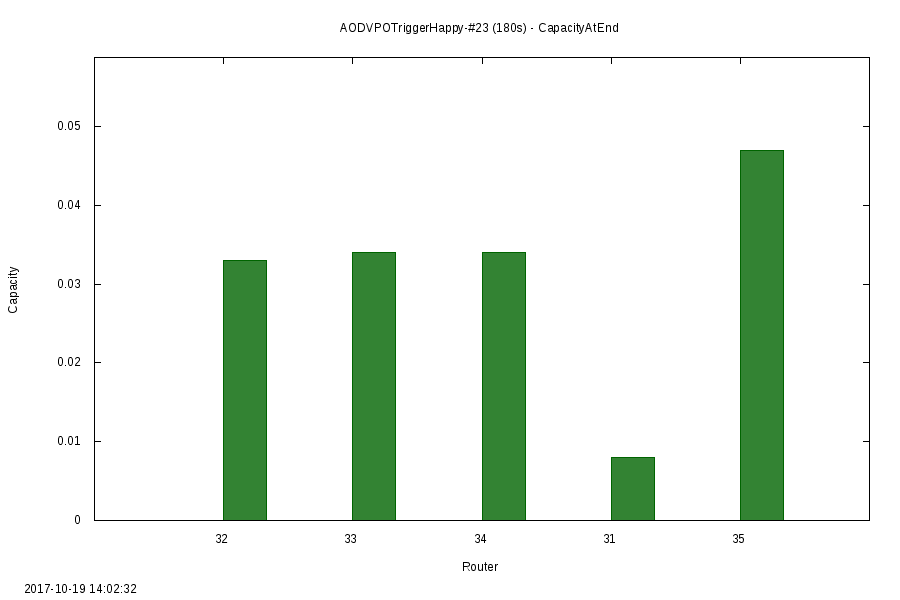 AODVPOTriggerHappy-#23 (180s) - CapacityAtEnd
0.05
0.04
0.03
0.02
0.01
0
Capacity
32 33 34 31 35
Router
2017-10-19 14:02:32